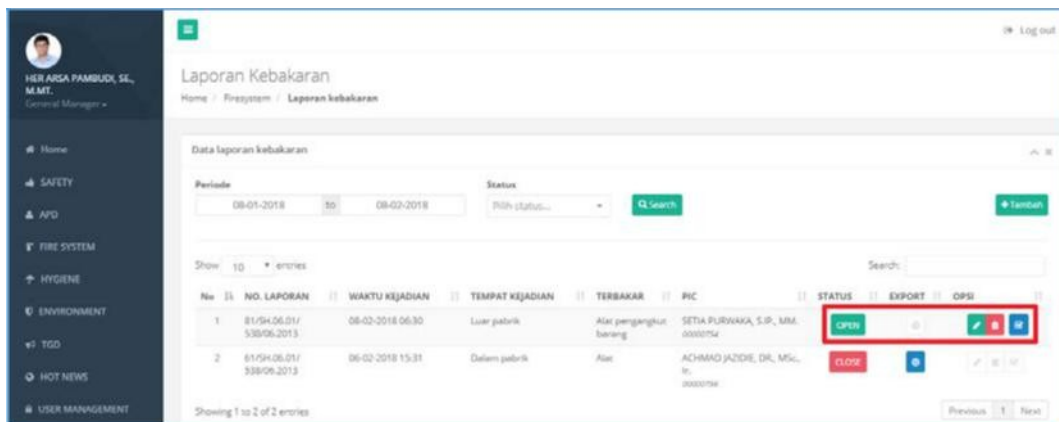 Log out
HER ARSA PAMBUDI, SE., M.MT.
General Manager
Home
SAFETY
APD
FIRE SYSTEM
HYGIENE
ENVIRONMENT
TGD
HOT NEWS
USER MANAGEMENT
Laporan Kebakaran
Home / Firesystem / Laporan kebakaran
Data laporan kebakaran
Periode Status
08-01-2018 to 08-02-2018 Pilih status... Search Tambah
Show 10 entries Search:
No NO. LAPORAN WAKTU KEJADIAN TEMPAT KEJADIAN TERBAKAR PIC STATUS EXPORT OPSI
1 81/SH.06.01/ 08-02-2018 06:30 Luar pabrik Alat pengangkut SETIA PURWAKA, S.IP., MM. OPEN
530/06.2013 barang
2 61/SH.06.01/ 06-02-2018 15:31 Dalam pabrik Alat ACHMAD JAZIDIE, DR., MSc., CLOSE
538/06.2013 Ir.
Showing 1 to 2 of 2 entries Previous 1 Next